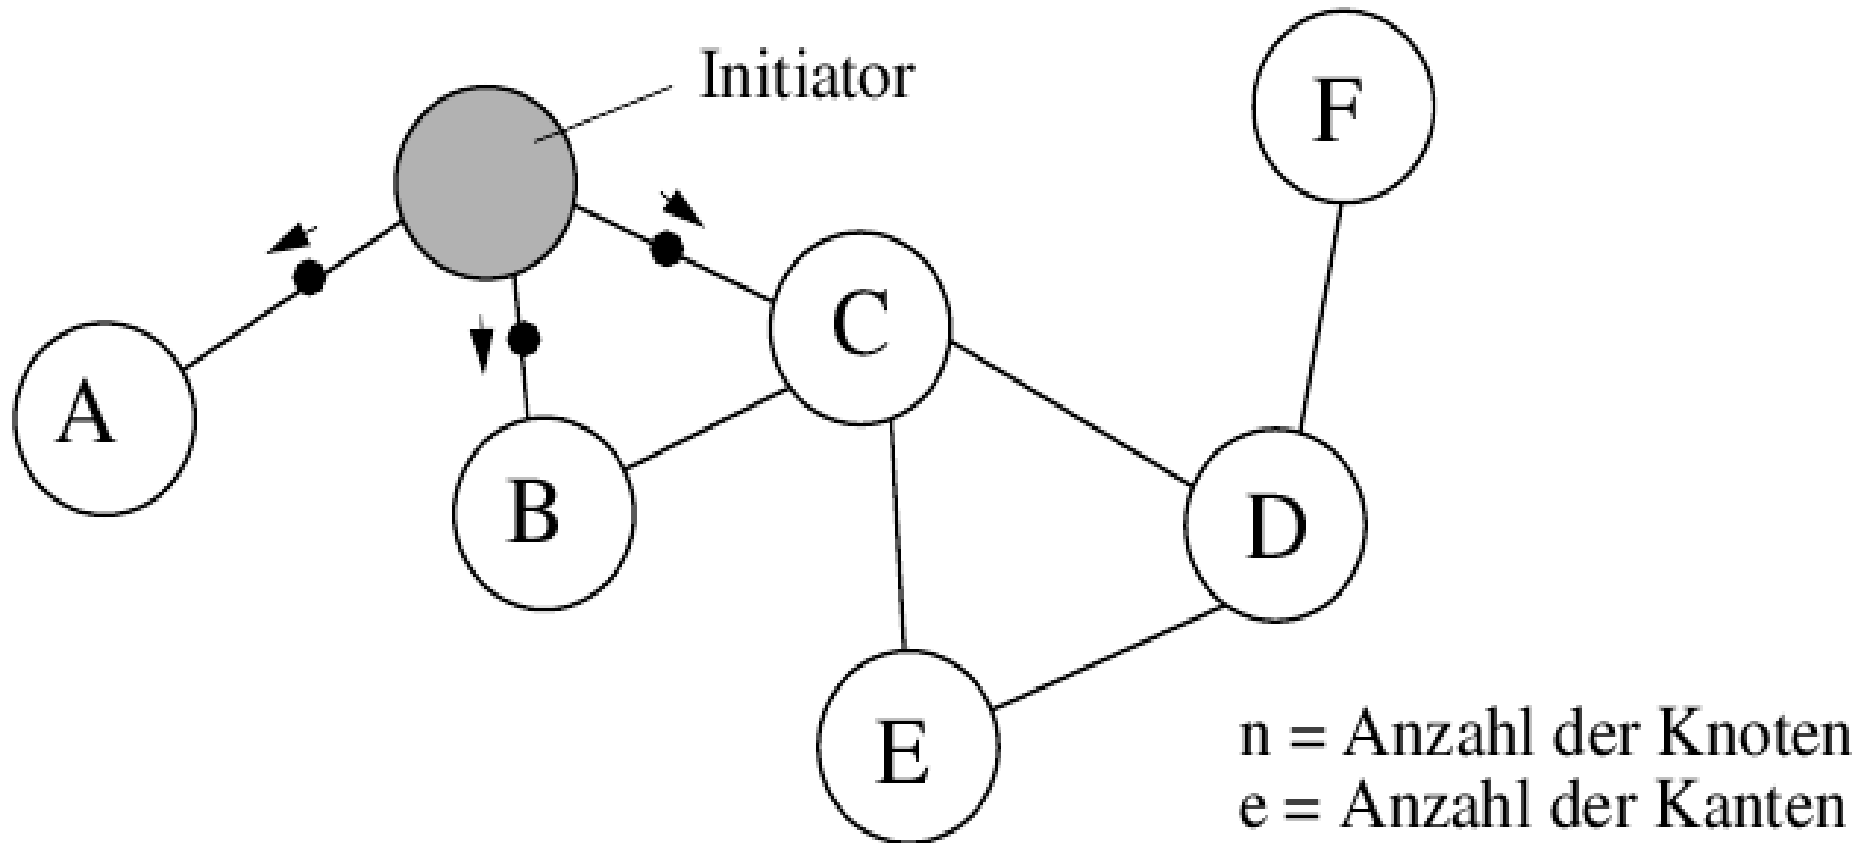 Initiator
F
C
A
B
D
E
n = Anzahl der Knoten
e = Anzahl der Kanten